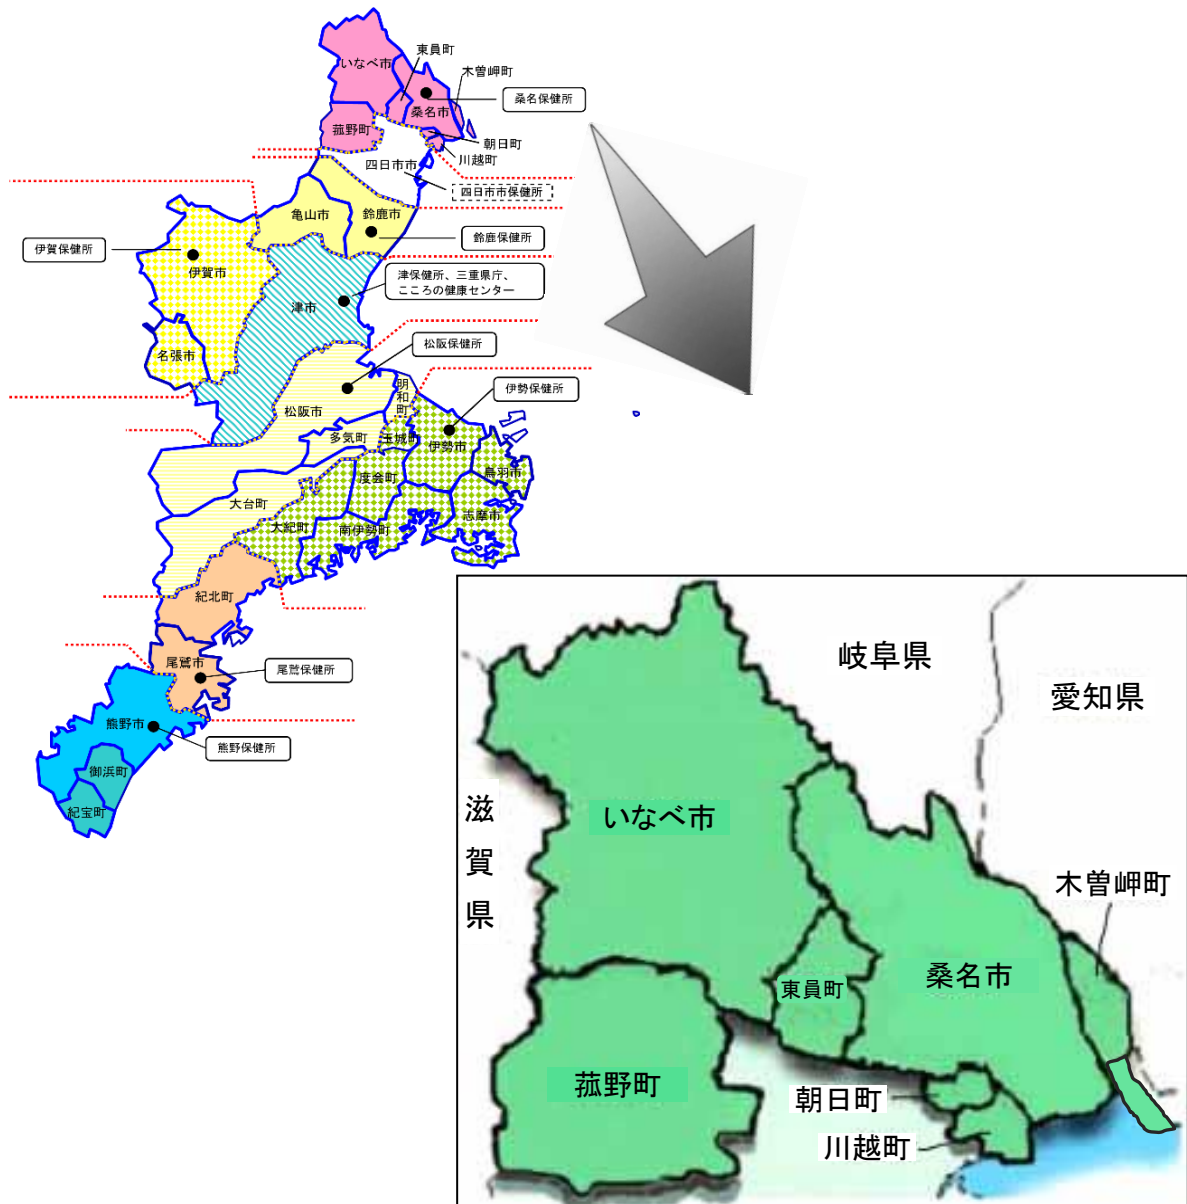 いなべ市
東員町
木曽岬町
桑名市
桑名保健所
菰野町
朝日町
川越町
四日市市
四日市市保健所
亀山市
鈴鹿市
鈴鹿保健所
伊賀保健所
伊賀市
津保健所、三重県庁、
こころの健康センター
津市
名張市
松阪保健所
松阪市
明和町
伊勢保健所
多気町
玉城町
伊勢市
鳥羽市
度会町
大台町
志摩市
大紀町
南伊勢町
紀北町
尾鷲市
尾鷲保健所
熊野市
熊野保健所
御浜町
紀宝町
岐阜県
愛知県
滋賀県
いなべ市
木曽岬町
桑名市
東員町
菰野町
朝日町
川越町